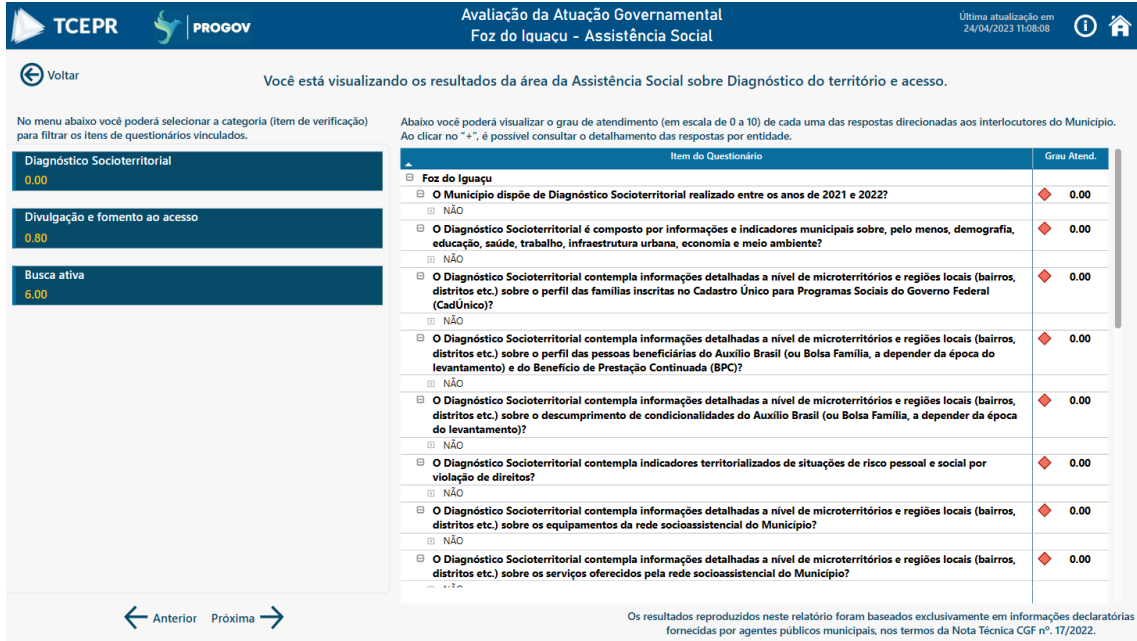 TCEPR
PROGOV
Avaliação da Atuação Governamental
Foz do Iguaçu - Assistência Social
Última atualização em
24/04/2023 11:08:08
Voltar
Você está visualizando os resultados da área da Assistência Social sobre Diagnóstico do território e acesso.
No menu abaixo você poderá selecionar a categoria (item de verificação)
para filtrar os itens de questionários vinculados.
Diagnóstico Socioterritorial
0.00
Divulgação e fomento ao acesso
0.80
Busca ativa
6.00
Abaixo você poderá visualizar o grau de atendimento (em escala de 0 a 10) de cada uma das respostas direcionadas aos interlocutores do Município.
Ao clicar no "+", é possível consultar o detalhamento das respostas por entidade.
Item do Questionário Grau Atend.
Foz do Iguaçu
O Município dispõe de Diagnóstico Socioterritorial realizado entre os anos de 2021 e 2022? 0.00
NÃO
O Diagnóstico Socioterritorial é composto por informações e indicadores municipais sobre, pelo menos, demografia, 0.00
educação, saúde, trabalho, infraestrutura urbana, economia e meio ambiente?
NÃO
O Diagnóstico Socioterritorial contempla informações detalhadas a nível de microterritórios e regiões locais (bairros, 0.00
distritos etc.) sobre o perfil das famílias inscritas no Cadastro Único para Programas Sociais do Governo Federal
(CadÚnico)?
NÃO
O Diagnóstico Socioterritorial contempla informações detalhadas a nível de microterritórios e regiões locais (bairros, 0.00
distritos etc.) sobre o perfil das pessoas beneficiárias do Auxílio Brasil (ou Bolsa Família, a depender da época do
levantamento) e do Benefício de Prestação Continuada (BPC)?
NÃO
O Diagnóstico Socioterritorial contempla informações detalhadas a nível de microterritórios e regiões locais (bairros, 0.00
distritos etc.) sobre o descumprimento de condicionalidades do Auxílio Brasil (ou Bolsa Família, a depender da época
do levantamento)?
NÃO
O Diagnóstico Socioterritorial contempla indicadores territorializados de situações de risco pessoal e social por 0.00
violação de direitos?
NÃO
O Diagnóstico Socioterritorial contempla informações detalhadas a nível de microterritórios e regiões locais (bairros, 0.00
distritos etc.) sobre os equipamentos da rede socioassistencial do Município?
NÃO
O Diagnóstico Socioterritorial contempla informações detalhadas a nível de microterritórios e regiões locais (bairros, 0.00
distritos etc.) sobre os serviços oferecidos pela rede socioassistencial do Município?
Anterior Próxima
Os resultados reproduzidos neste relatório foram baseados exclusivamente em informações declaratórias
fornecidas por agentes públicos municipais, nos termos da Nota Técnica CGF nº. 17/2022.